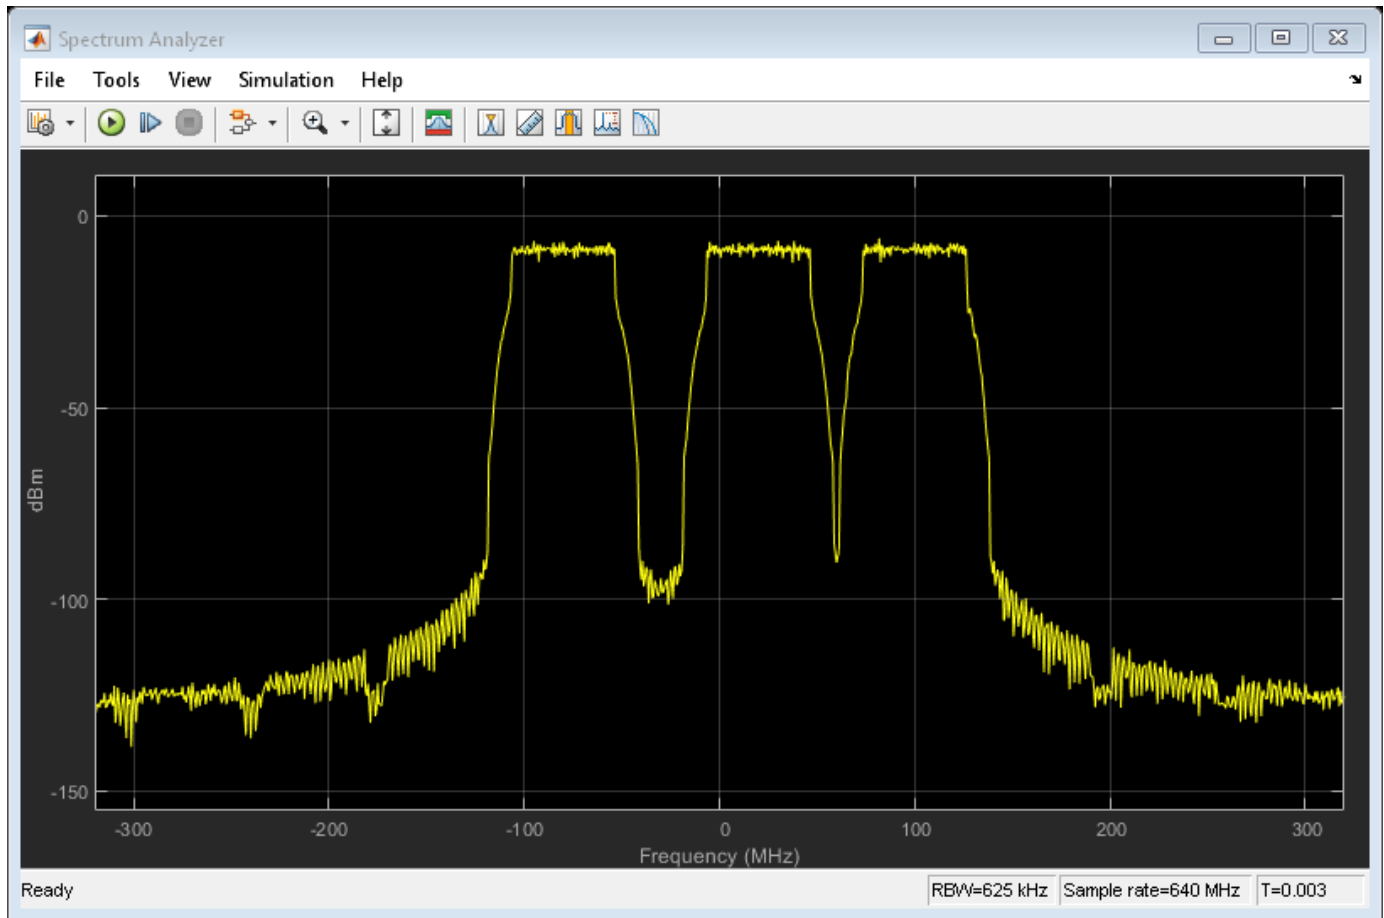 Spectrum Analyzer
File Tools View Simulation Help
0
-50
-100
-150
dBm
-300 -200 -100 0 100 200 300
Frequency (MHz)
Ready RBW=625 kHz Sample rate=640 MHz T=0.003